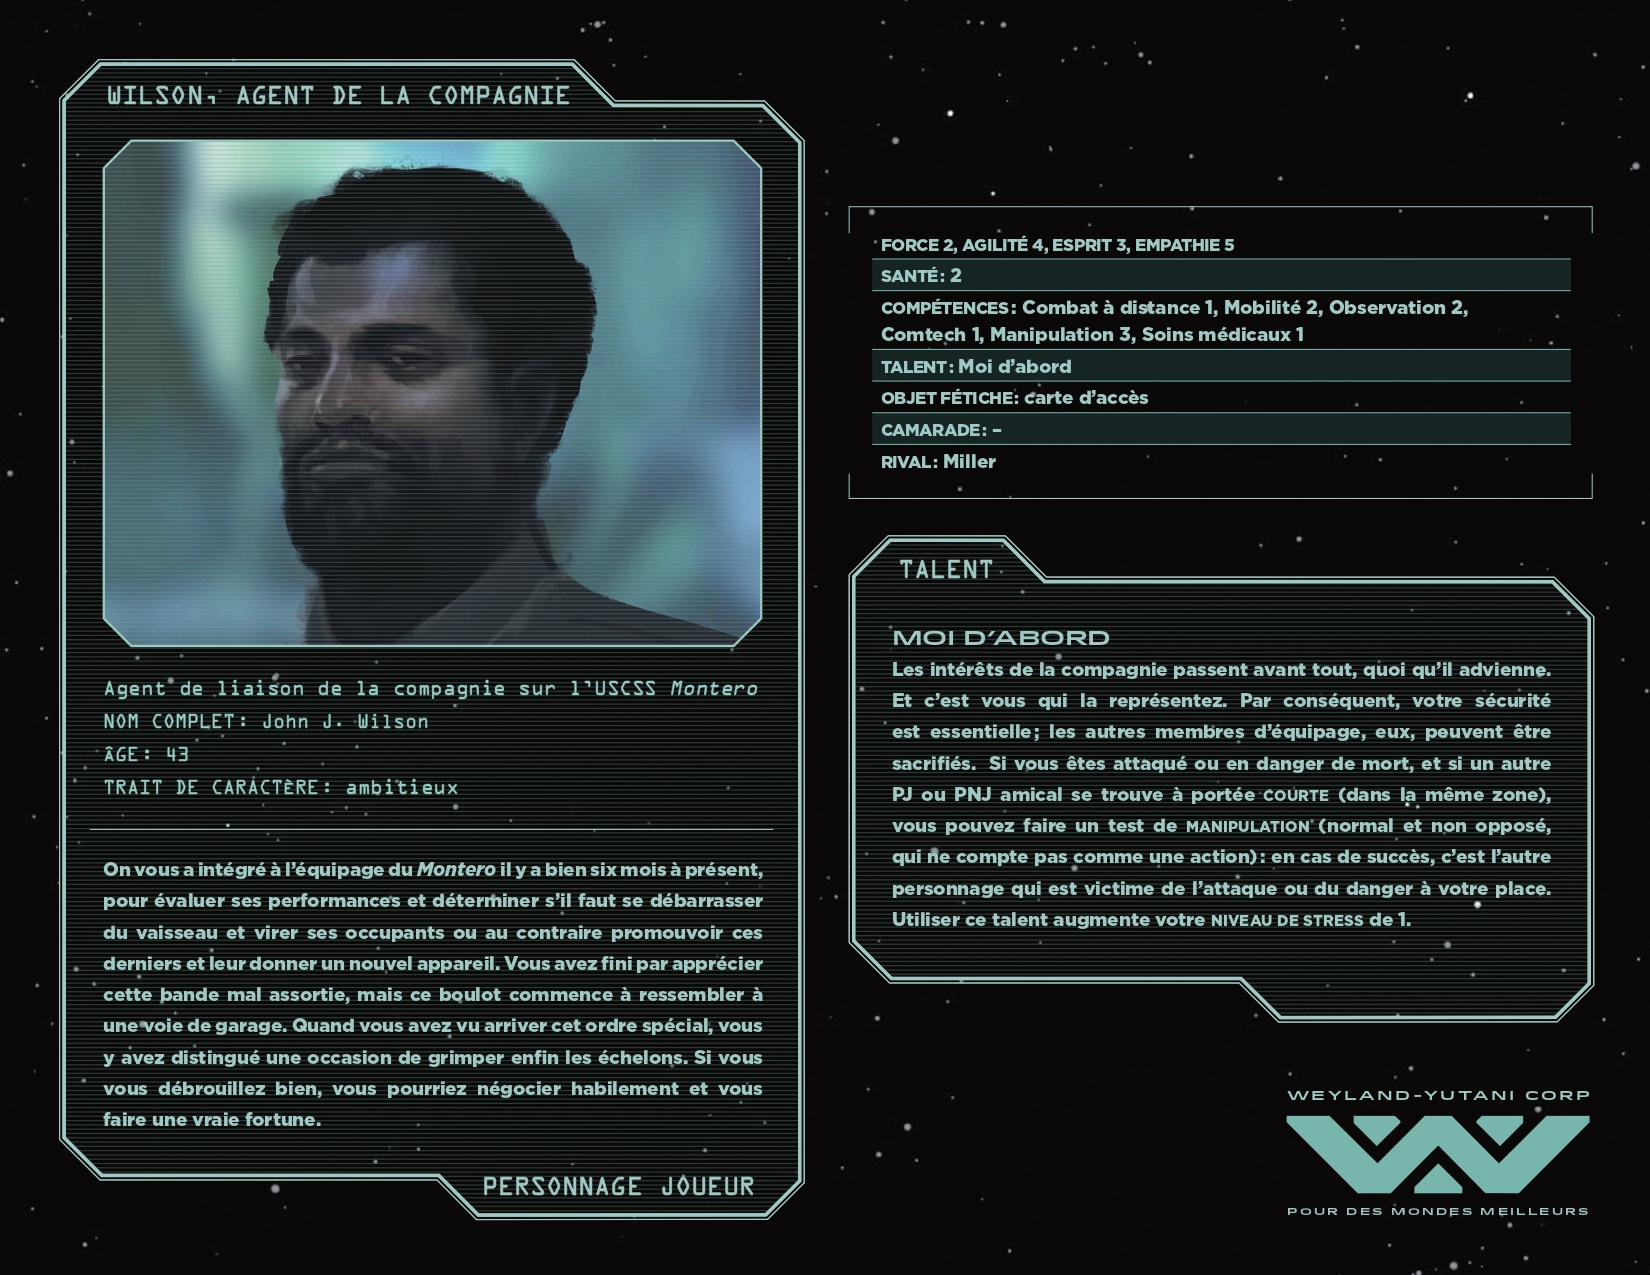 WILSON, AGENT DE LA COMPAGNIE
Agent de liaison de la compagnie sur l'USCSS Montero
NOM COMPLET: John J. Wilson
ÂGE: 43
TRAIT DE CARACTÈRE: ambitieux
On vous a intégré à l'équipage du Montero il y a bien six mois à présent,
pour évaluer ses performances et déterminer s'il faut se débarrasser
du vaisseau et virer ses occupants ou au contraire promouvoir ces
derniers et leur donner un nouvel appareil. Vous avez fini par apprécier
cette bande mal assortie, mais ce boulot commence à ressembler à
une voie de garage. Quand vous avez vu arriver cet ordre spécial, vous
y avez distingué une occasion de grimper enfin les échelons. Si vous
vous débrouillez bien, vous pourriez négocier habilement et vous
faire une vraie fortune.
PERSONNAGE JOUEUR
FORCE 2, AGILITÉ 4, ESPRIT 3, EMPATHIE 5
SANTÉ: 2
COMPÉTENCES: Combat à distance 1, Mobilité 2, Observation 2,
Comtech 1, Manipulation 3, Soins médicaux 1
TALENT: Moi d'abord
OBJET FÉTICHE: carte d'accès
CAMARADE: –
RIVAL: Miller
TALENT
MOI D'ABORD
Les intérêts de la compagnie passent avant tout, quoi qu'il advienne.
Et c'est vous qui la représentez. Par conséquent, votre sécurité
est essentielle; les autres membres d'équipage, eux, peuvent être
sacrifiés. Si vous êtes attaqué ou en danger de mort, et si un autre
PJ ou PNJ amical se trouve à portée COURTE (dans la même zone),
vous pouvez faire un test de MANIPULATION (normal et non opposé,
qui ne compte pas comme une action): en cas de succès, c'est l'autre
personnage qui est victime de l'attaque ou du danger à votre place.
Utiliser ce talent augmente votre NIVEAU DE STRESS de 1.
WEYLAND-YUTANI CORP
POUR DES MONDES MEILLEURS